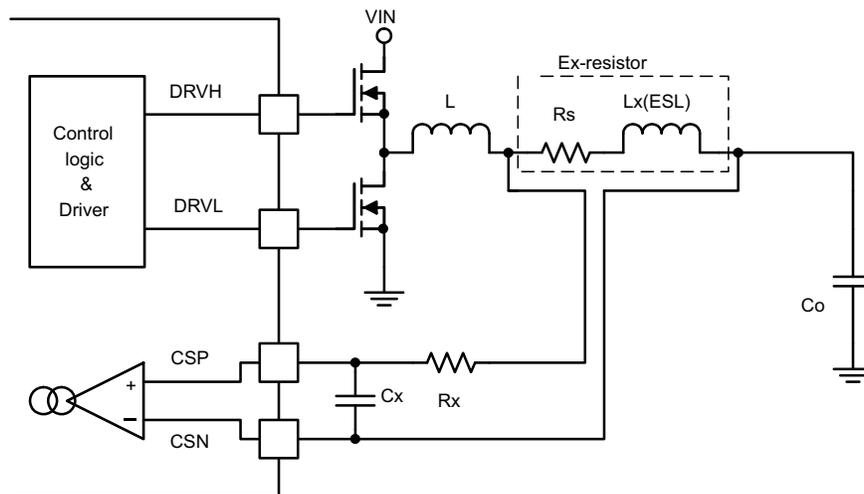 VIN
Ex-resistor
DRVH
L
Rs
Lx(ESL)
Control
logic
&
Driver
DRVL
Co
CSP
+
−
Cx
Rx
CSN